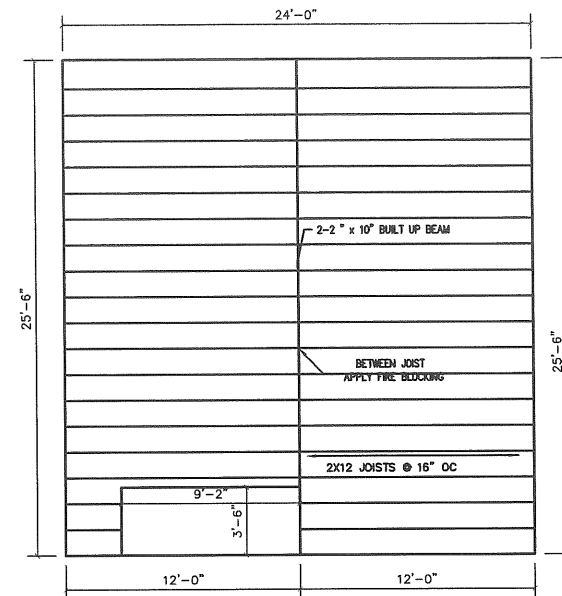 24'-0"
2-2 " x 10" BUILT UP BEAM
25'-6"
25'-6"
BETWEEN JOIST
APPLY FIRE BLOCKING
2X12 JOISTS @ 16" OC
9'-2"
3'-6"
12'-0"
12'-0"